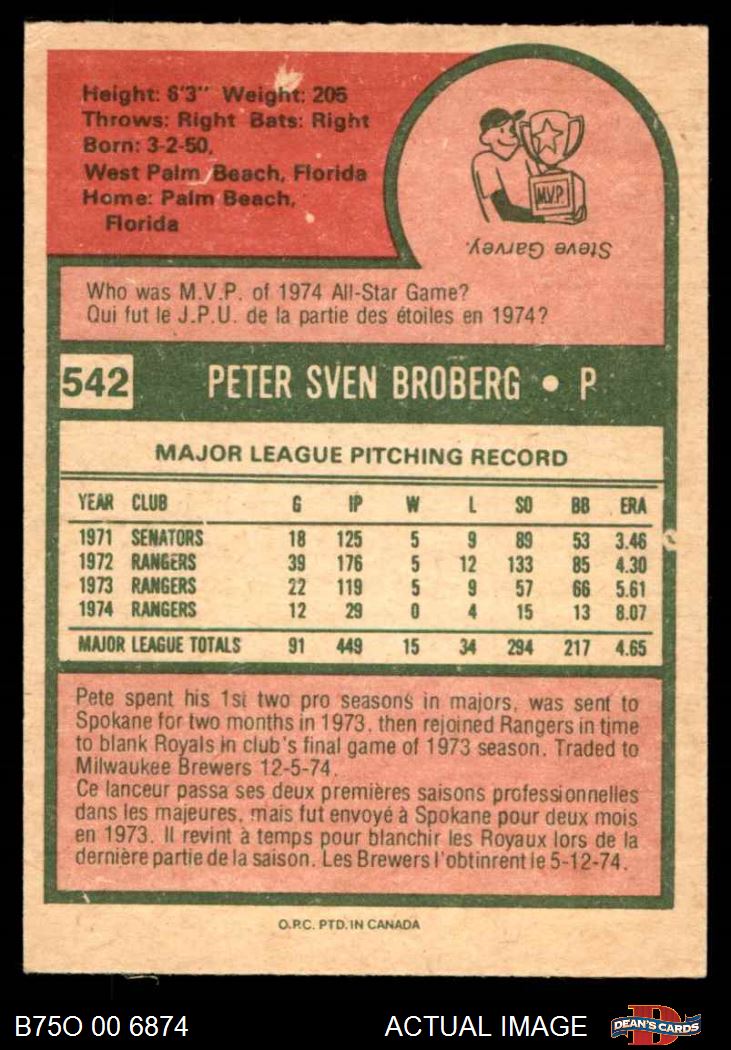 Height: 6'3" Weight: 205
Throws: Right Bats: Right
Born: 3-2-50,
West Palm Beach, Florida
Home: Palm Beach,
Florida
M.V.P.
Steve Garvey.
Who was M.V.P. of 1974 All-Star Game?
Qui fut le J.P.U. de la partie des étoiles en 1974?
542 PETER SVEN BROBERG • P
MAJOR LEAGUE PITCHING RECORD
YEAR CLUB G IP W L SO BB ERA
1971 SENATORS 18 125 5 9 89 53 3.46
1972 RANGERS 39 176 5 12 133 85 4.30
1973 RANGERS 22 119 5 9 57 66 5.61
1974 RANGERS 12 29 0 4 15 13 8.07
MAJOR LEAGUE TOTALS 91 449 15 34 294 217 4.65
Pete spent his 1st two pro seasons in majors, was sent to
Spokane for two months in 1973, then rejoined Rangers in time
to blank Royals in club's final game of 1973 season. Traded to
Milwaukee Brewers 12-5-74.
Ce lanceur passa ses deux premières saisons professionnelles
dans les majeures, mais fut envoyé à Spokane pour deux mois
en 1973. Il revint à temps pour blanchir les Royaux lors de la
dernière partie de la saison. Les Brewers l'obtinrent le 5-12-74.
O.P.C. PTD. IN CANADA
B75O 00 6874 ACTUAL IMAGE DEAN'S CARDS